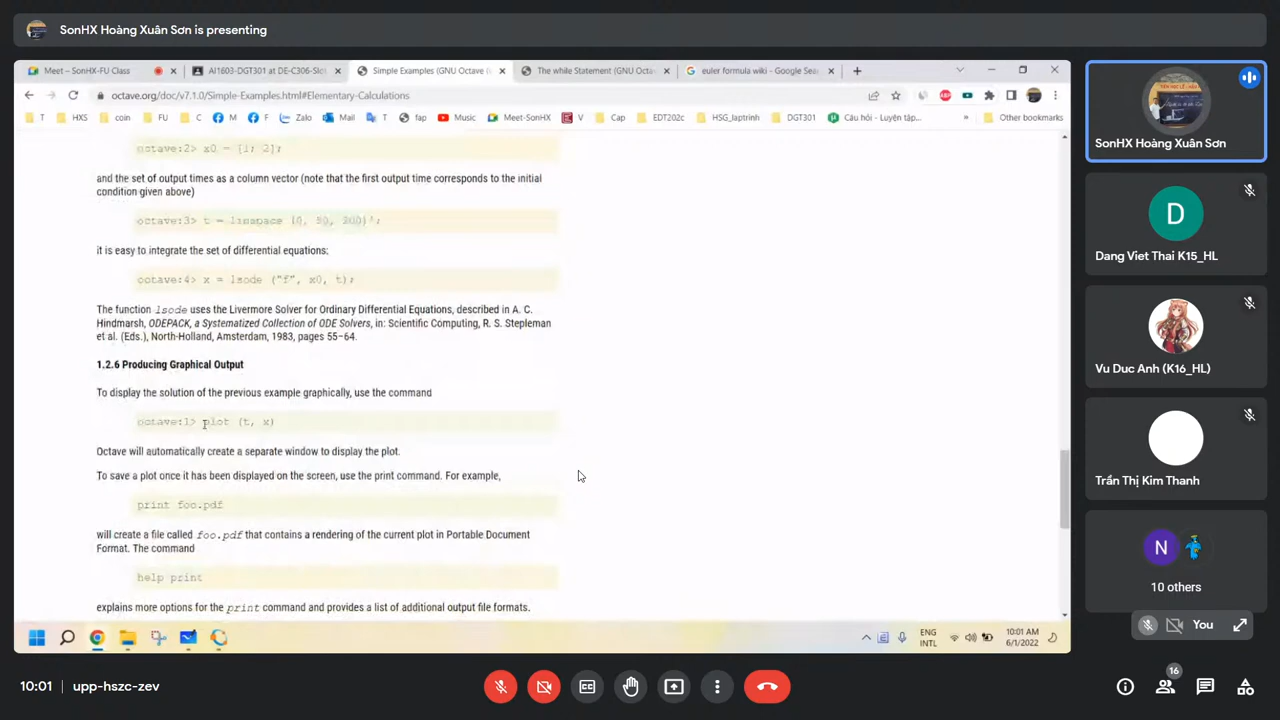 SonHX Hoàng Xuân Sơn is presenting
Meet – SonHX-FU Class
AI1603-DGT301 at DE-C306-Slo
Simple Examples (GNU Octave (v
The while Statement (GNU Octa
euler formula wiki - Google Sear
octave.org/doc/v7.1.0/Simple-Examples.html#Elementary-Calculations
T
HXS
coin
FU
C
M
F
Zalo
Mail
T
fap
Music
Meet-SonHX
V
Cap
EDT202c
HSG_laptrinh
DGT301
Câu hỏi - Luyện tập...
»
Other bookmarks
octave:2> x0 = [1; 2];
and the set of output times as a column vector (note that the first output time corresponds to the initial
condition given above)
octave:3> t = linspace (0, 50, 200)';
it is easy to integrate the set of differential equations:
octave:4> x = lsode ("f", x0, t);
The function lsode uses the Livermore Solver for Ordinary Differential Equations, described in A. C.
Hindmarsh, ODEPACK, a Systematized Collection of ODE Solvers, in: Scientific Computing, R. S. Stepleman
et al. (Eds.), North-Holland, Amsterdam, 1983, pages 55–64.
1.2.6 Producing Graphical Output
To display the solution of the previous example graphically, use the command
octave:1> plot (t, x)
Octave will automatically create a separate window to display the plot.
To save a plot once it has been displayed on the screen, use the print command. For example,
print foo.pdf
will create a file called foo.pdf that contains a rendering of the current plot in Portable Document
Format. The command
help print
explains more options for the print command and provides a list of additional output file formats.
ENG
INTL
10:01 AM
6/1/2022
SonHX Hoàng Xuân Sơn
D
Dang Viet Thai K15_HL
Vu Duc Anh (K16_HL)
Trần Thị Kim Thanh
N
10 others
You
10:01 | upp-hszc-zev
16